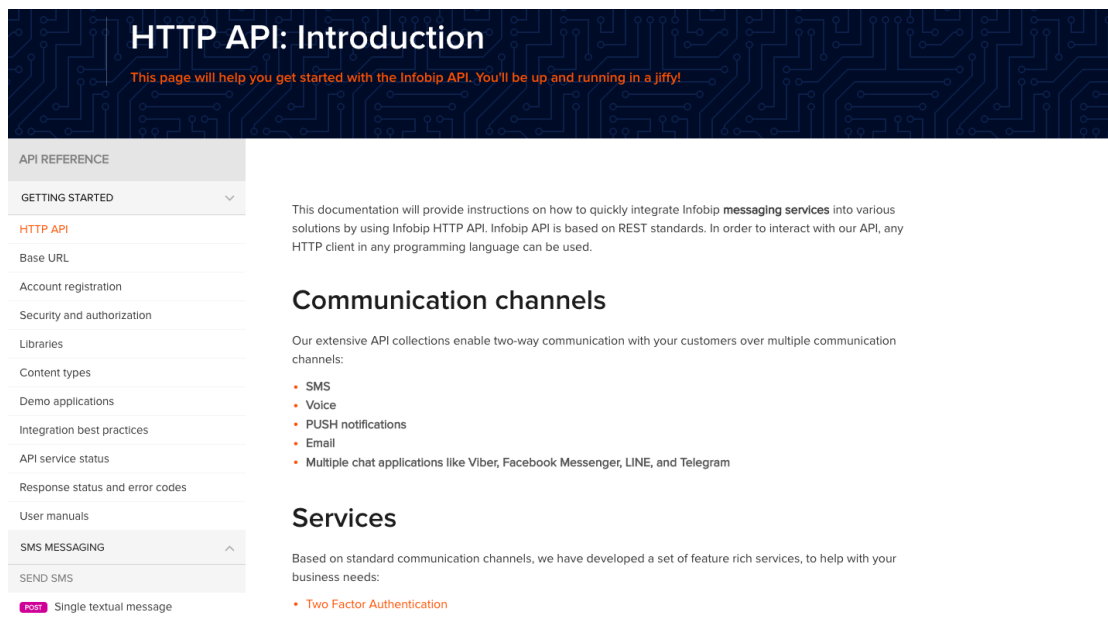 HTTP API: Introduction
This page will help you get started with the Infobip API. You'll be up and running in a jiffy!
API REFERENCE
GETTING STARTED
HTTP API
Base URL
Account registration
Security and authorization
Libraries
Content types
Demo applications
Integration best practices
API service status
Response status and error codes
User manuals
SMS MESSAGING
SEND SMS
POST Single textual message
This documentation will provide instructions on how to quickly integrate Infobip messaging services into various
solutions by using Infobip HTTP API. Infobip API is based on REST standards. In order to interact with our API, any
HTTP client in any programming language can be used.
Communication channels
Our extensive API collections enable two-way communication with your customers over multiple communication
channels:
• SMS
• Voice
• PUSH notifications
• Email
• Multiple chat applications like Viber, Facebook Messenger, LINE, and Telegram
Services
Based on standard communication channels, we have developed a set of feature rich services, to help with your
business needs:
• Two Factor Authentication